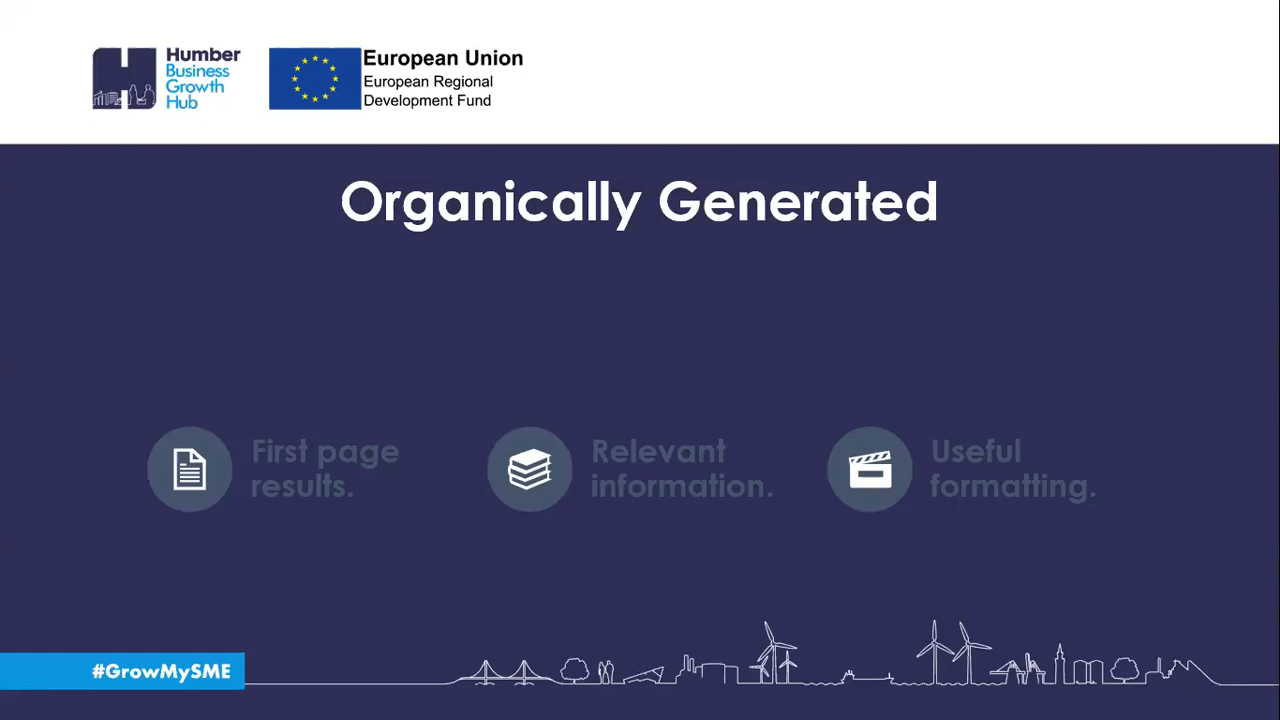 Humber
Business
Growth
Hub
European Union
European Regional
Development Fund
Organically Generated
First page
results.
Relevant
information.
Useful
formatting.
#GrowMySME